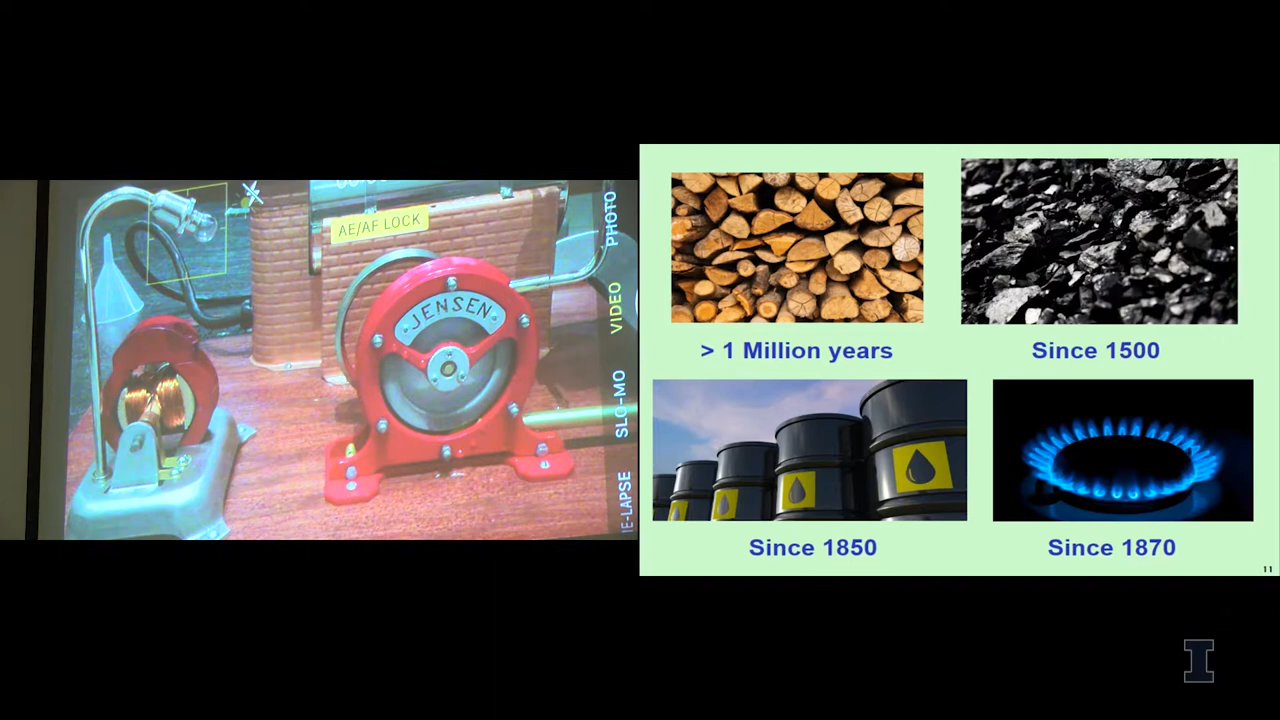 AE/AF LOCK
JENSEN
PHOTO
VIDEO
SLO-MO
IE-LAPSE
> 1 Million years
Since 1500
Since 1850
Since 1870
11
I